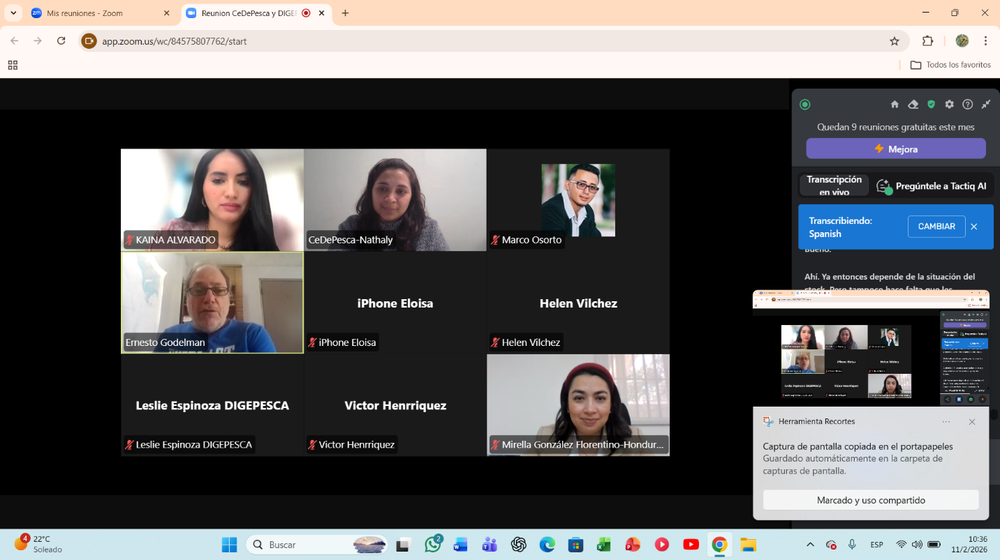 Mis reuniones - Zoom
Reunion CeDePesca y DIGEP
app.zoom.us/wc/84575807762/start
Todos los favoritos
Quedan 9 reuniones gratuitas este mes
Mejora
Transcripción en vivo
Pregúntele a Tactiq AI
Transcribiendo:
Spanish
CAMBIAR
Bueno.
Ahí. Ya entonces depende de la situación del
stock. Pero tampoco hace falta que les
KAINA ALVARADO
CeDePesca-Nathaly
Marco Osorto
Ernesto Godelman
iPhone Eloisa
iPhone Eloisa
Helen Vilchez
Helen Vilchez
Leslie Espinoza DIGEPESCA
Leslie Espinoza DIGEPESCA
Victor Henrriquez
Victor Henrriquez
Mirella González Florentino-Hondur...
Herramienta Recortes
Captura de pantalla copiada en el portapapeles
Guardado automáticamente en la carpeta de
capturas de pantalla.
Marcado y uso compartido
4
22°C
Soleado
Buscar
2
ESP
10:36
11/2/2026